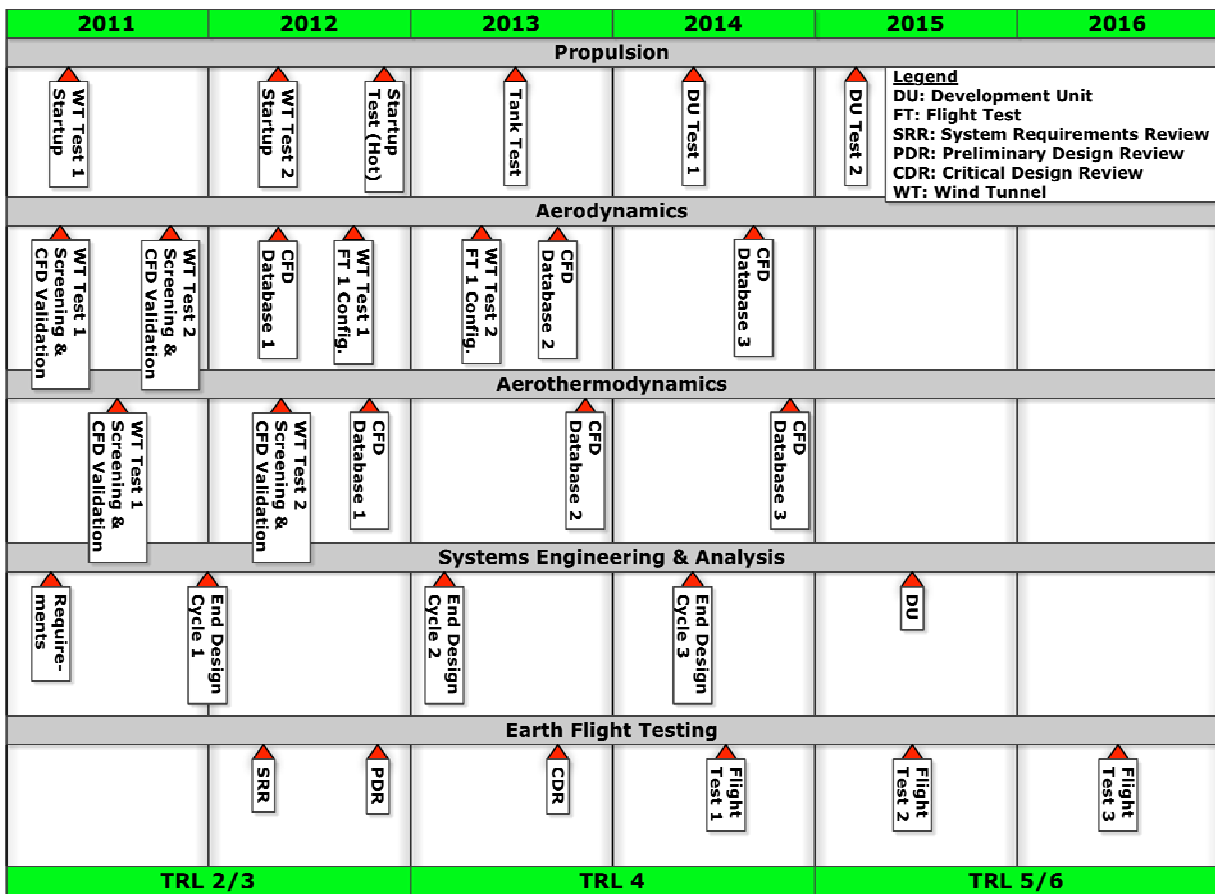 2011 2012 2013 2014 2015 2016
Propulsion
WT Test 1
Startup
WT Test 2
Startup
Startup
Test (Hot)
Tank Test
DU Test 1
DU Test 2
Legend
DU: Development Unit
FT: Flight Test
SRR: System Requirements Review
PDR: Preliminary Design Review
CDR: Critical Design Review
WT: Wind Tunnel
Aerodynamics
WT Test 1
Screening &
CFD Validation
WT Test 2
Screening &
CFD Validation
CFD
Database 1
WT Test 1
FT 1 Config.
WT Test 2
FT 1 Config.
CFD
Database 2
CFD
Database 3
Aerothermodynamics
WT Test 1
Screening &
CFD Validation
WT Test 2
Screening &
CFD Validation
CFD
Database 1
CFD
Database 2
CFD
Database 3
Systems Engineering & Analysis
Require-
ments
End Design
Cycle 1
End Design
Cycle 2
End Design
Cycle 3
DU
Earth Flight Testing
SRR
PDR
CDR
Flight
Test 1
Flight
Test 2
Flight
Test 3
TRL 2/3 TRL 4 TRL 5/6